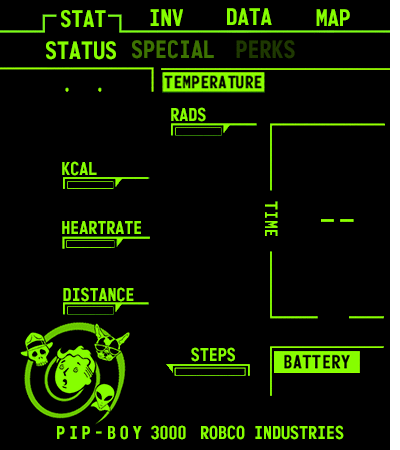 STAT INV DATA MAP
STATUS SPECIAL PERKS
. . TEMPERATURE
RADS
KCAL
TIME
HEARTRATE
DISTANCE
STEPS
BATTERY
PIP-BOY 3000 ROBCO INDUSTRIES